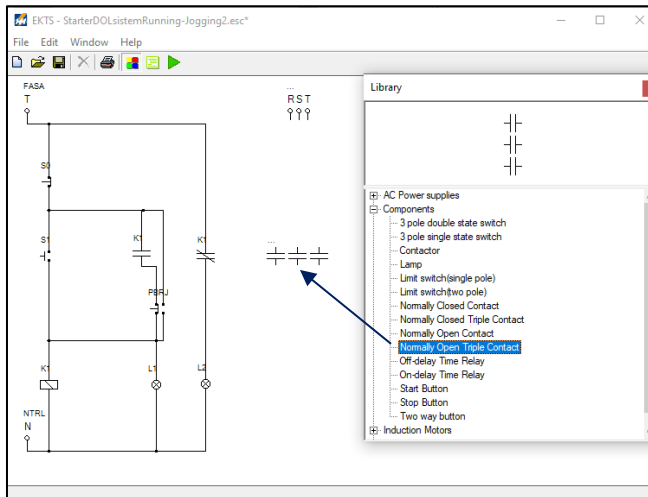 EKTS - StarterDOLsistemRunning-Jogging2.esc*
File Edit Window Help
FASA
T
...
R S T
S0
S1
K1
K1
PBRJ
K1
L1
L2
NTRL
N
...
Library
AC Power supplies
Components
3 pole double state switch
3 pole single state switch
Contactor
Lamp
Limit switch(single pole)
Limit switch(two pole)
Normally Closed Contact
Normally Closed Triple Contact
Normally Open Contact
Normally Open Triple Contact
Off-delay Time Relay
On-delay Time Relay
Start Button
Stop Button
Two way button
Induction Motors